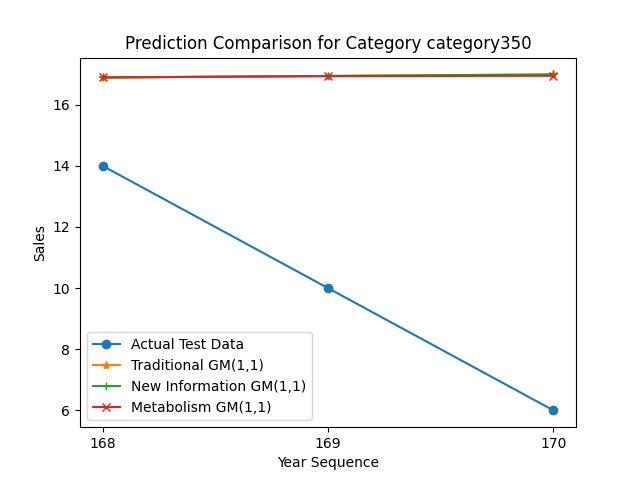 Prediction Comparison for Category category350
Sales
16
14
12
10
8
6
Actual Test Data
Traditional GM(1,1)
New Information GM(1,1)
Metabolism GM(1,1)
168
169
170
Year Sequence